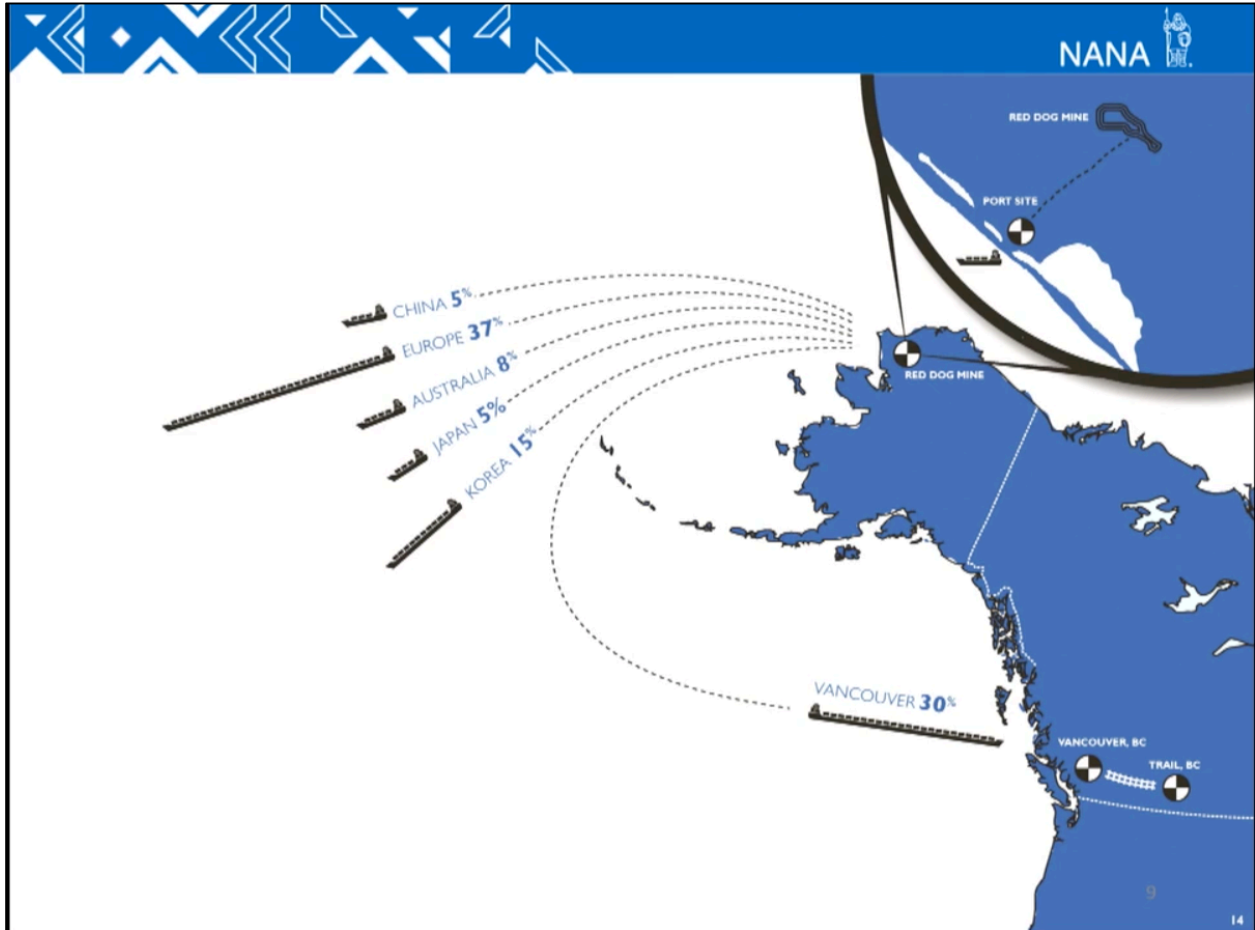 NANA
RED DOG MINE
PORT SITE
CHINA 5%
EUROPE 37%
AUSTRALIA 8%
JAPAN 5%
KOREA 15%
RED DOG MINE
VANCOUVER 30%
VANCOUVER, BC
TRAIL, BC
9
14